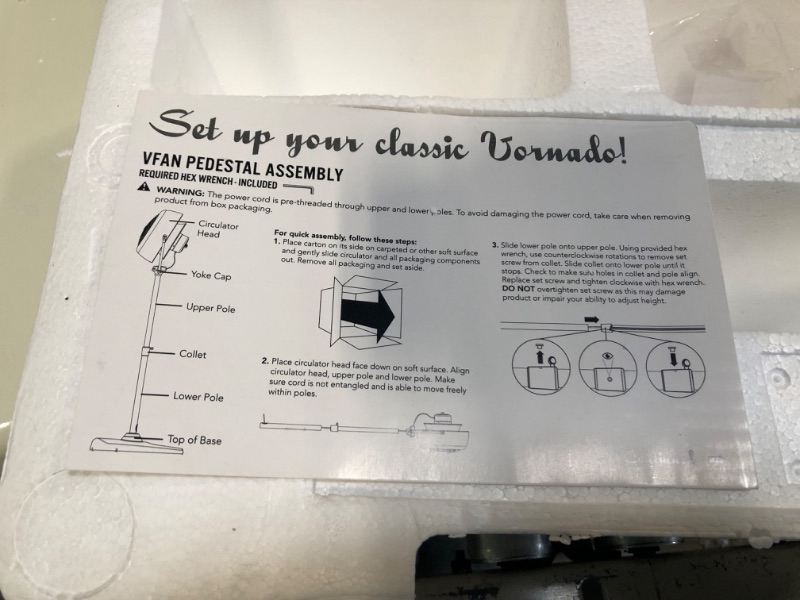 Set up your classic Vornado!
VFAN PEDESTAL ASSEMBLY
REQUIRED HEX WRENCH - INCLUDED
WARNING: The power cord is pre-threaded through upper and lower poles. To avoid damaging the power cord, take care when removing
product from box packaging.
Circulator
Head
Yoke Cap
Upper Pole
Collet
Lower Pole
Top of Base
For quick assembly, follow these steps:
1. Place carton on its side on carpeted or other soft surface
and gently slide circulator and all packaging components
out. Remove all packaging and set aside.
2. Place circulator head face down on soft surface. Align
circulator head, upper pole and lower pole. Make
sure cord is not entangled and is able to move freely
within poles.
3. Slide lower pole onto upper pole. Using provided hex
wrench, use counterclockwise rotations to remove set
screw from collet. Slide collet onto lower pole until it
stops. Check to make sure holes in collet and pole align.
Replace set screw and tighten clockwise with hex wrench.
DO NOT overtighten set screw as this may damage
product or impair your ability to adjust height.